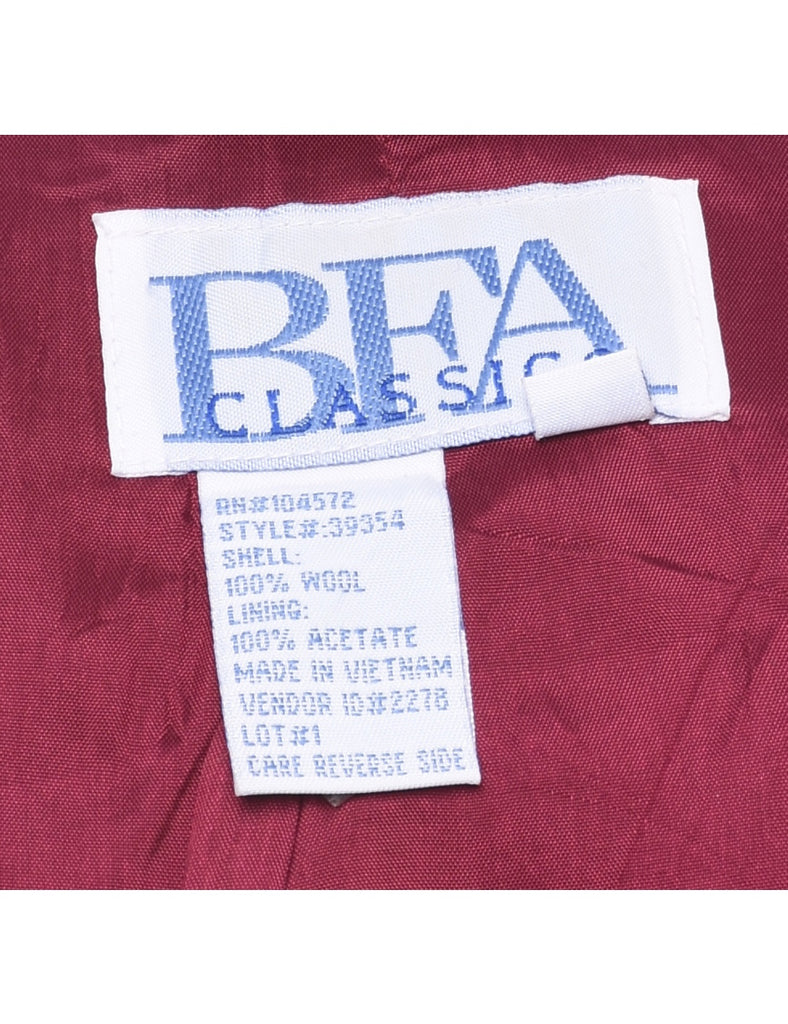 BFA
CLASSICS
RN#104572
STYLE#:39354
SHELL:
100% WOOL
LINING:
100% ACETATE
MADE IN VIETNAM
VENDOR ID#2278
LOT#1
CARE REVERSE SIDE